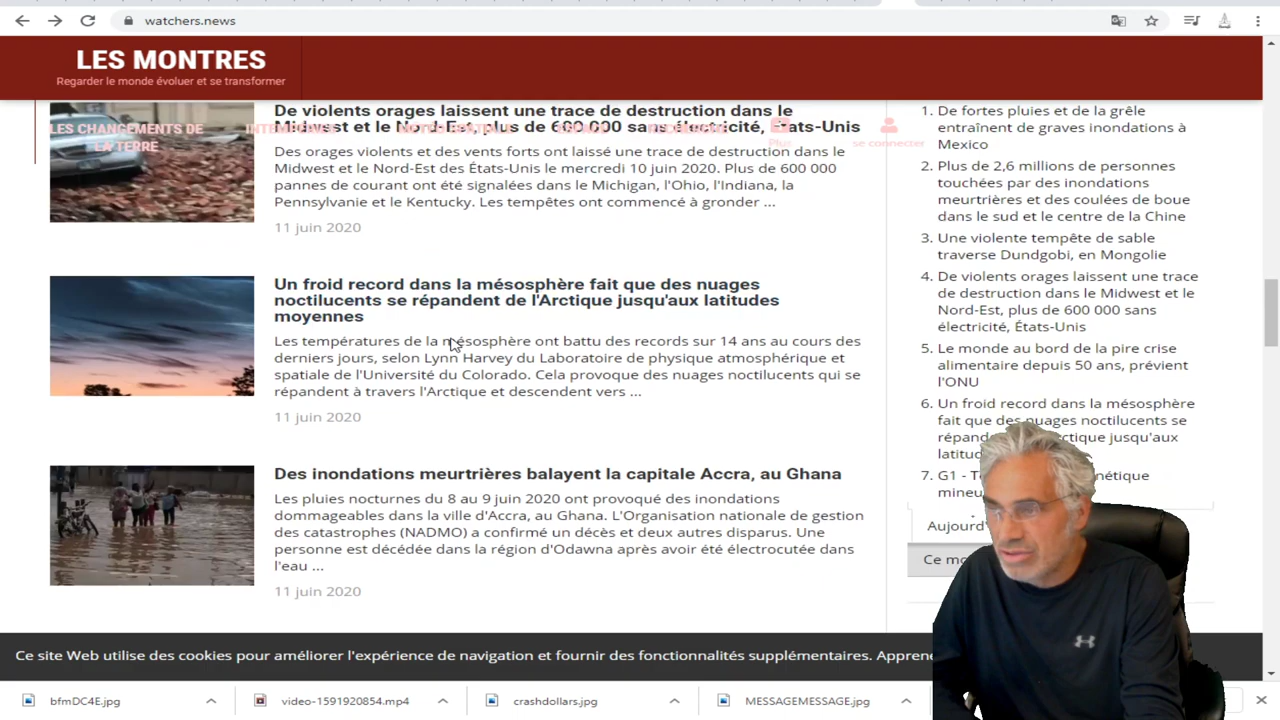 watchers.news
LES MONTRES
Regarder le monde évoluer et se transformer
LES CHANGEMENTS DE
LA TERRE
Plus
se connecter
De violents orages laissent une trace de destruction dans le
Midwest et le Nord-Est, plus de 600 000 sans électricité, États-Unis
Des orages violents et des vents forts ont laissé une trace de destruction dans le
Midwest et le Nord-Est des États-Unis le mercredi 10 juin 2020. Plus de 600 000
pannes de courant ont été signalées dans le Michigan, l'Ohio, l'Indiana, la
Pennsylvanie et le Kentucky. Les tempêtes ont commencé à gronder ...
11 juin 2020
Un froid record dans la mésosphère fait que des nuages
noctilucents se répandent de l'Arctique jusqu'aux latitudes
moyennes
Les températures de la mésosphère ont battu des records sur 14 ans au cours des
derniers jours, selon Lynn Harvey du Laboratoire de physique atmosphérique et
spatiale de l'Université du Colorado. Cela provoque des nuages noctilucents qui se
répandent à travers l'Arctique et descendent vers ...
11 juin 2020
Des inondations meurtrières balayent la capitale Accra, au Ghana
Les pluies nocturnes du 8 au 9 juin 2020 ont provoqué des inondations
dommageables dans la ville d'Accra, au Ghana. L'Organisation nationale de gestion
des catastrophes (NADMO) a confirmé un décès et deux autres disparus. Une
personne est décédée dans la région d'Odawna après avoir été électrocutée dans
l'eau ...
11 juin 2020
1. De fortes pluies et de la grêle
entraînent de graves inondations à
Mexico
2. Plus de 2,6 millions de personnes
touchées par des inondations
meurtrières et des coulées de boue
dans le sud et le centre de la Chine
3. Une violente tempête de sable
traverse Dundgobi, en Mongolie
4. De violents orages laissent une trace
de destruction dans le Midwest et le
Nord-Est, plus de 600 000 sans
électricité, États-Unis
5. Le monde au bord de la pire crise
alimentaire depuis 50 ans, prévient
l'ONU
6. Un froid record dans la mésosphère
fait que des nuages noctilucents se
jusqu'aux
7. G1 -
Ce
Ce site Web utilise des cookies pour améliorer l'expérience de navigation et fournir des fonctionnalités supplémentaires.
bfmDC4E.jpg
video-1591920854.mp4
crashdollars.jpg
MESSAGEMESSAGE.jpg